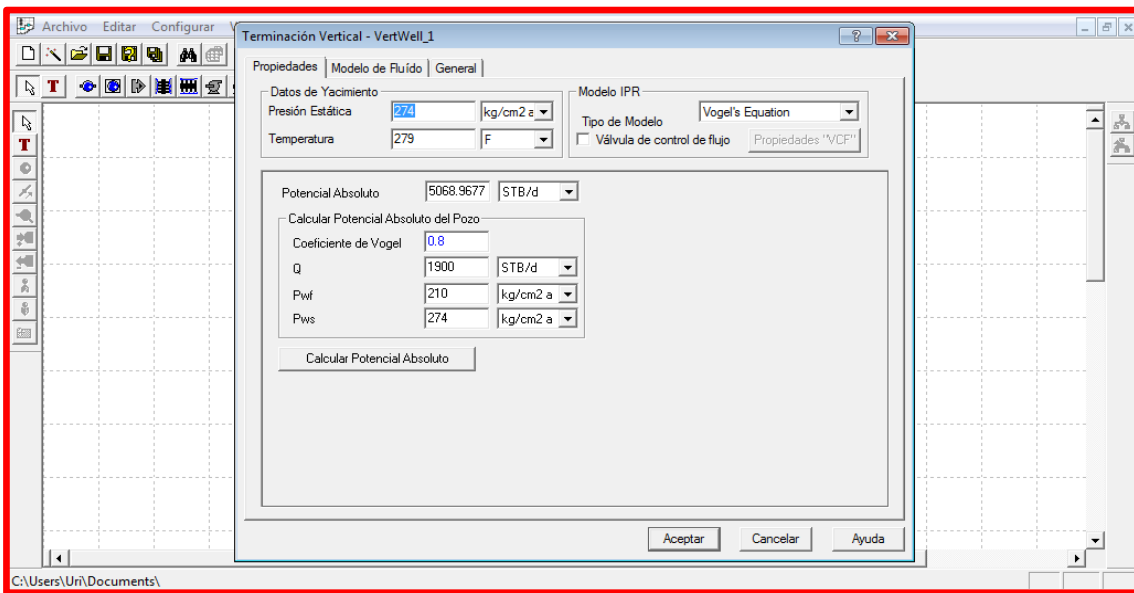 Archivo Editar Configurar
Terminación Vertical - VertWell_1
Propiedades Modelo de Fluído General
Datos de Yacimiento Modelo IPR
Presión Estática 274 kg/cm2 a Tipo de Modelo Vogel's Equation
Temperatura 279 F Válvula de control de flujo Propiedades "VCF"
Potencial Absoluto 5068.9677 STB/d
Calcular Potencial Absoluto del Pozo
Coeficiente de Vogel 0.8
Q 1900 STB/d
Pwf 210 kg/cm2 a
Pws 274 kg/cm2 a
Calcular Potencial Absoluto
Aceptar Cancelar Ayuda
C:\Users\Uri\Documents\
T
T